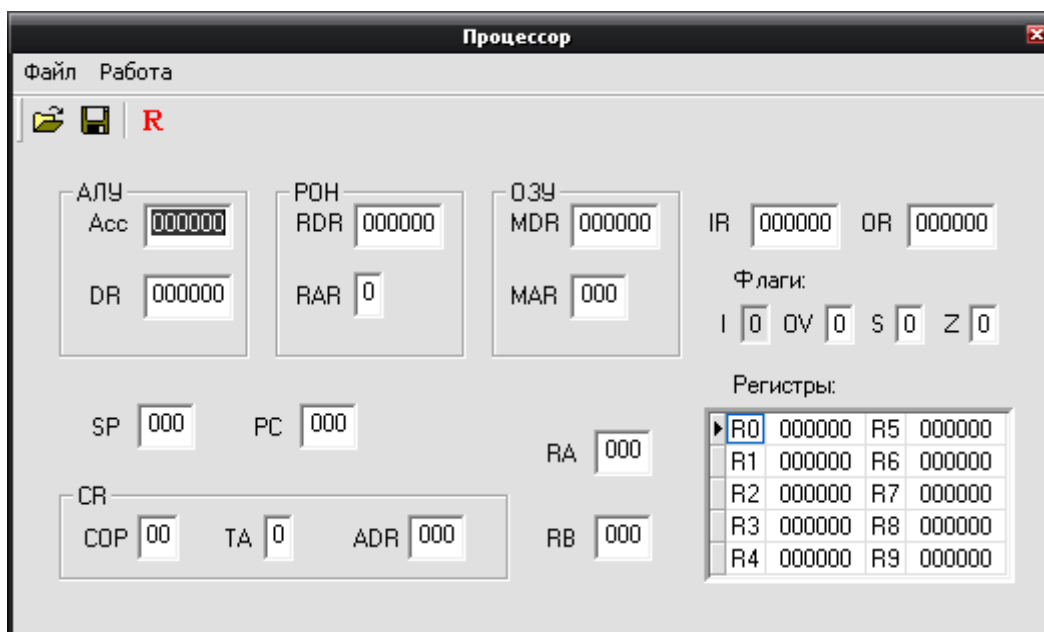 Процессор
Файл Работа
R
АЛУ
РОН
ОЗУ
Acc 000000
RDR 000000
MDR 000000
IR 000000 OR 000000
DR 000000
RAR 0
MAR 000
Флаги:
I 0 OV 0 S 0 Z 0
Регистры:
SP 000 PC 000
RA 000
R0 000000 R5 000000
R1 000000 R6 000000
R2 000000 R7 000000
R3 000000 R8 000000
R4 000000 R9 000000
CR
COP 00 TA 0 ADR 000
RB 000